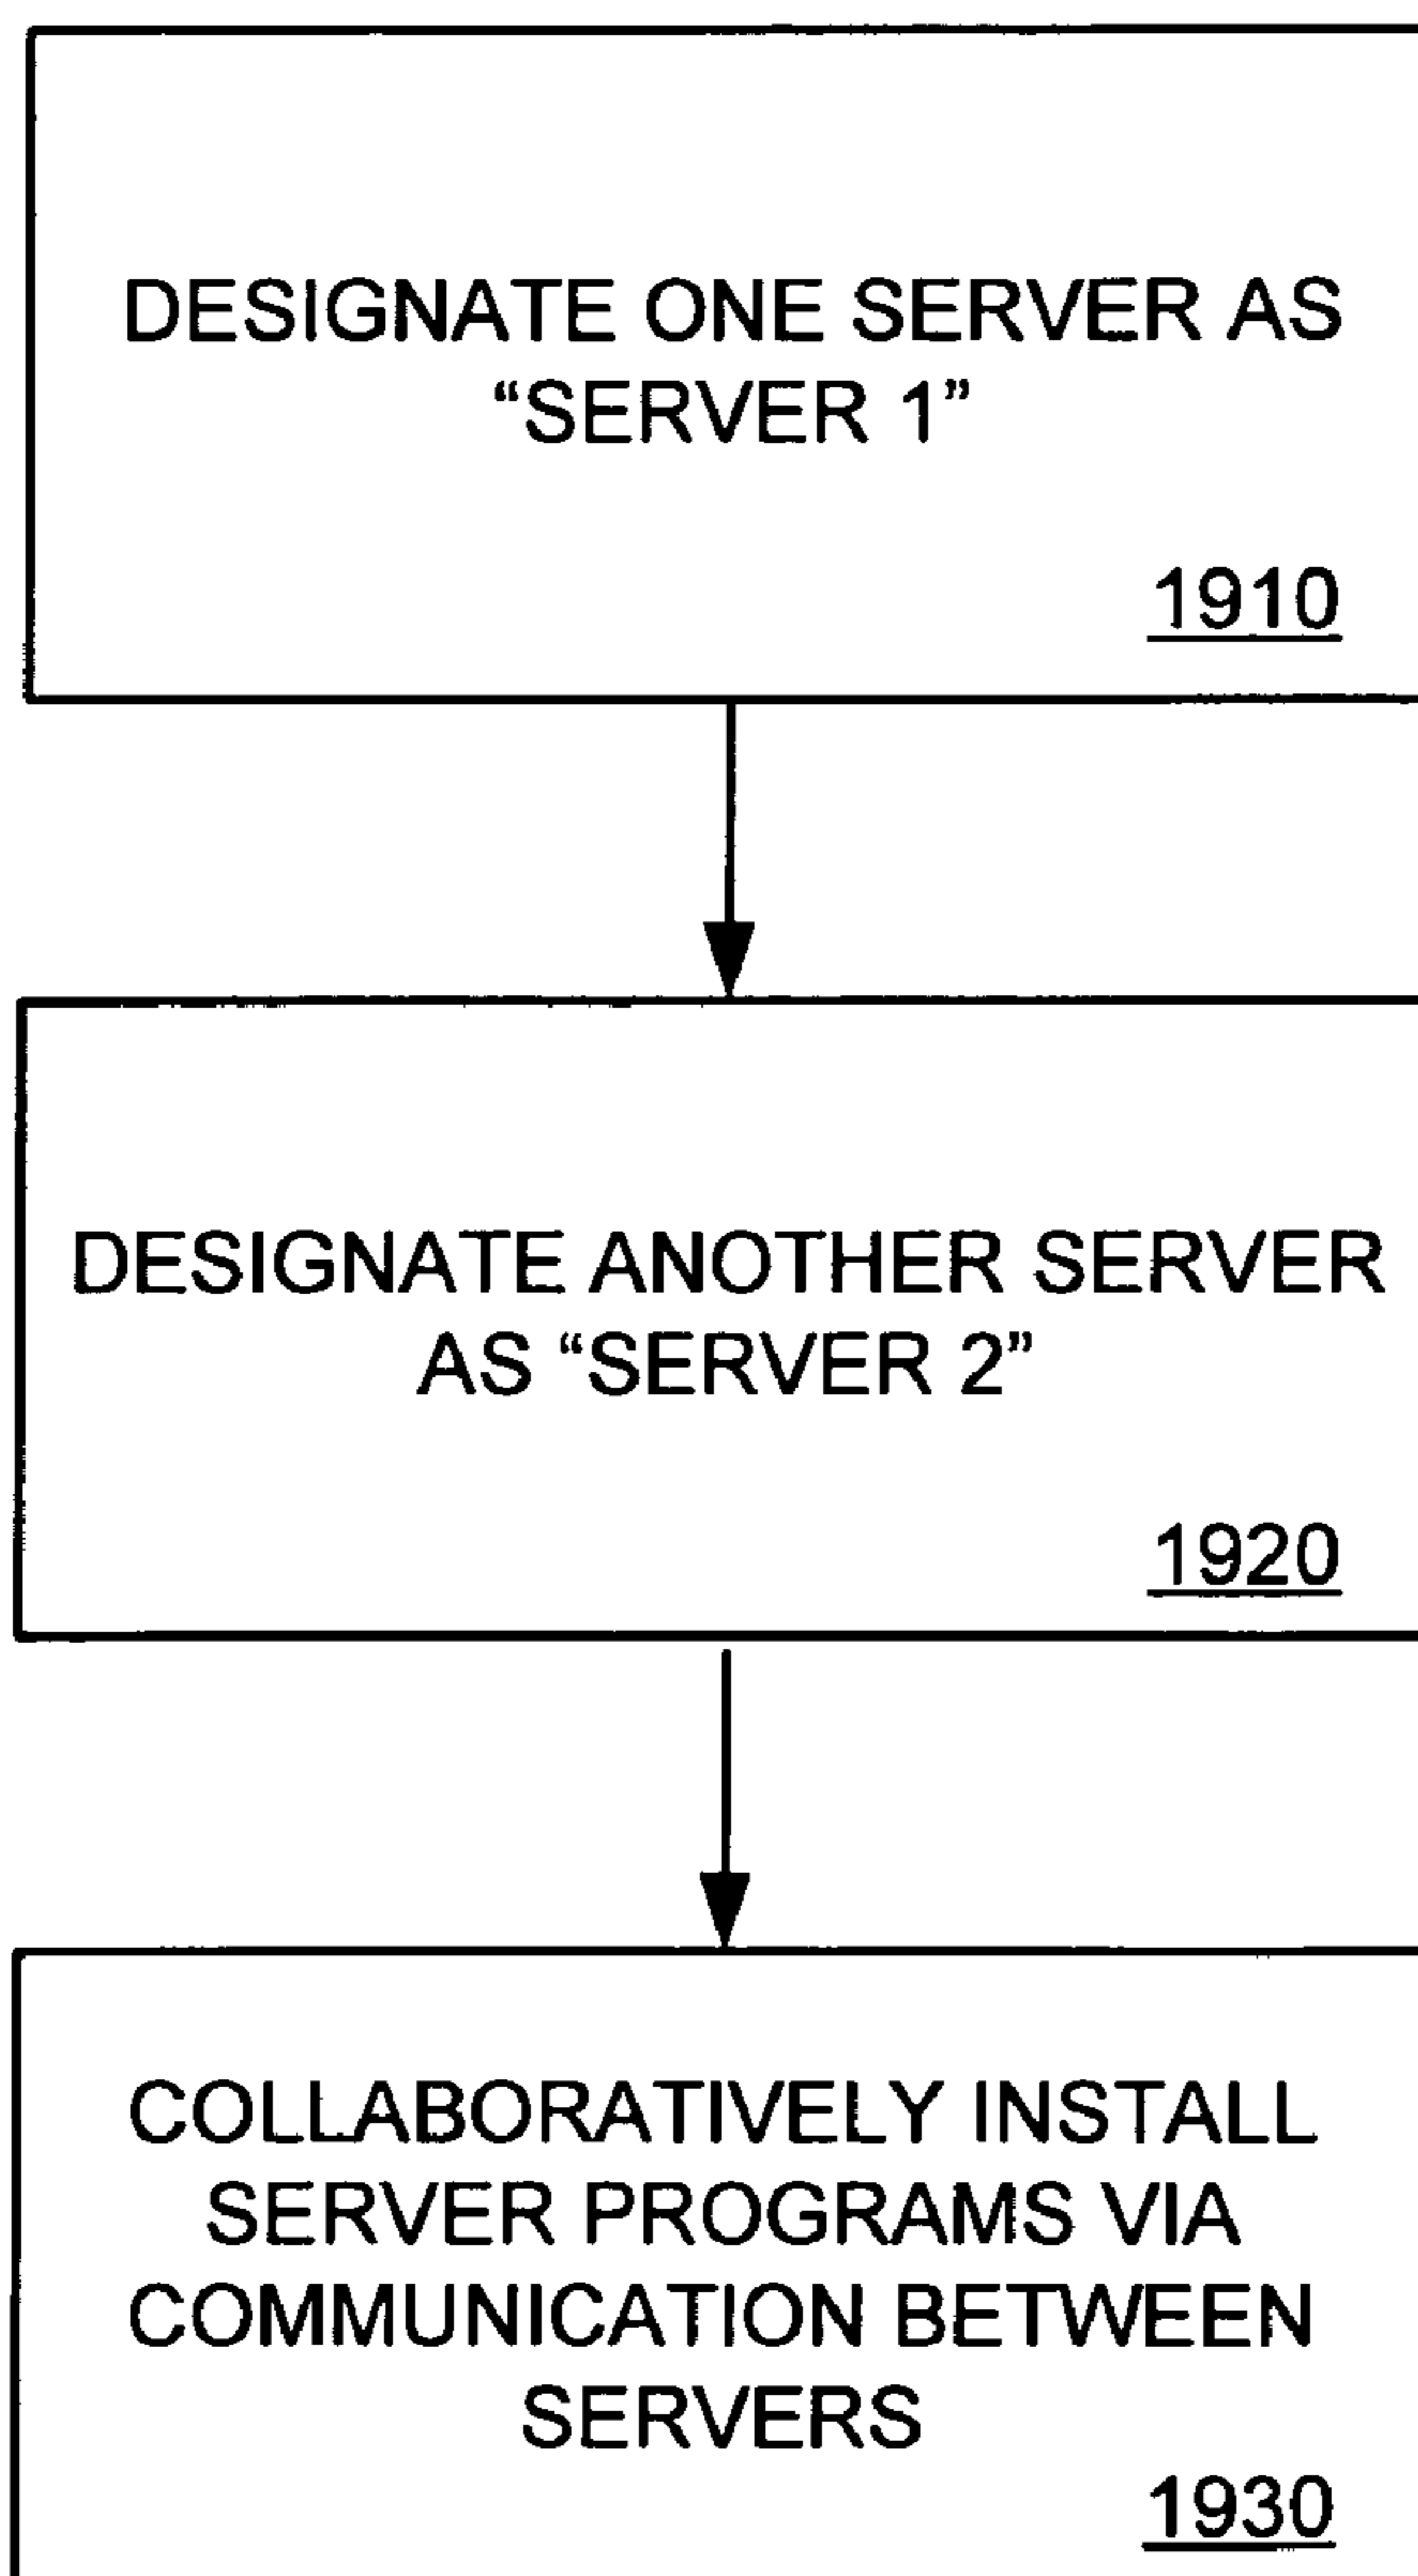 DESIGNATE ONE SERVER AS
“SERVER 1”
1910
DESIGNATE ANOTHER SERVER
AS “SERVER 2”
1920
COLLABORATIVELY INSTALL
SERVER PROGRAMS VIA
COMMUNICATION BETWEEN
SERVERS
1930